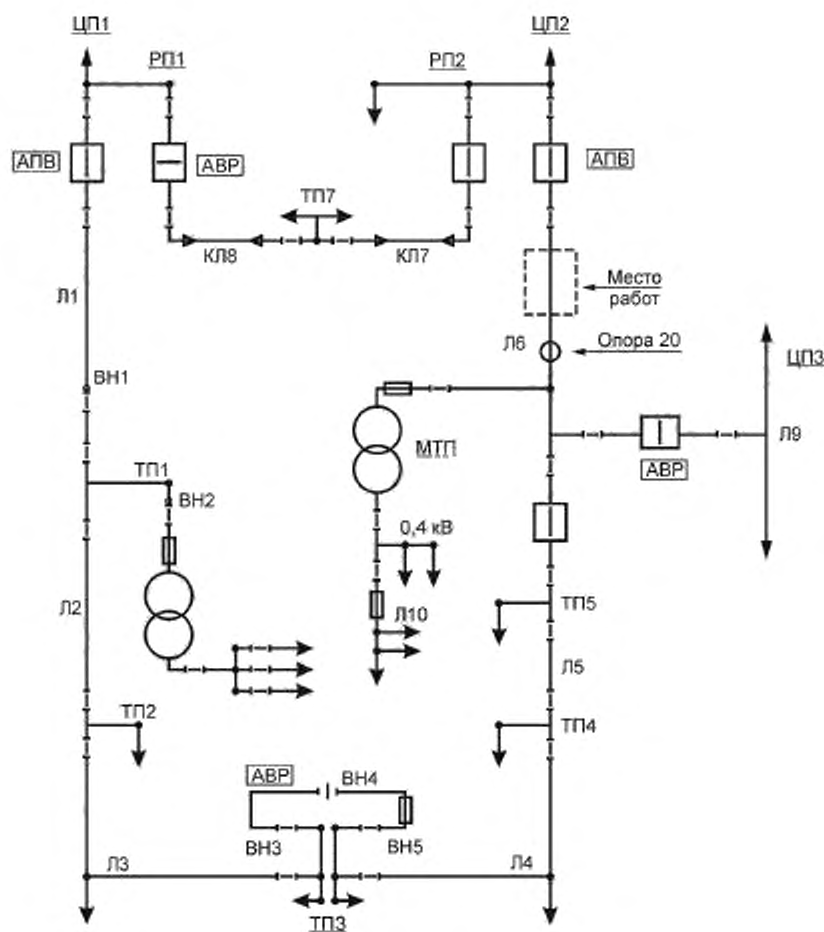 ЦП1
ЦП2
РП1
РП2
АПВ
АВР
АПВ
ТП7
КЛ8
КЛ7
Место
работ
Л1
Л6
Опора 20
ЦП3
ВН1
Л9
МТП
АВР
ТП1
ВН2
0,4 кВ
Л2
Л10
ТП5
Л5
ТП2
ТП4
АВР
ВН4
ВН3
ВН5
Л3
Л4
ТП3